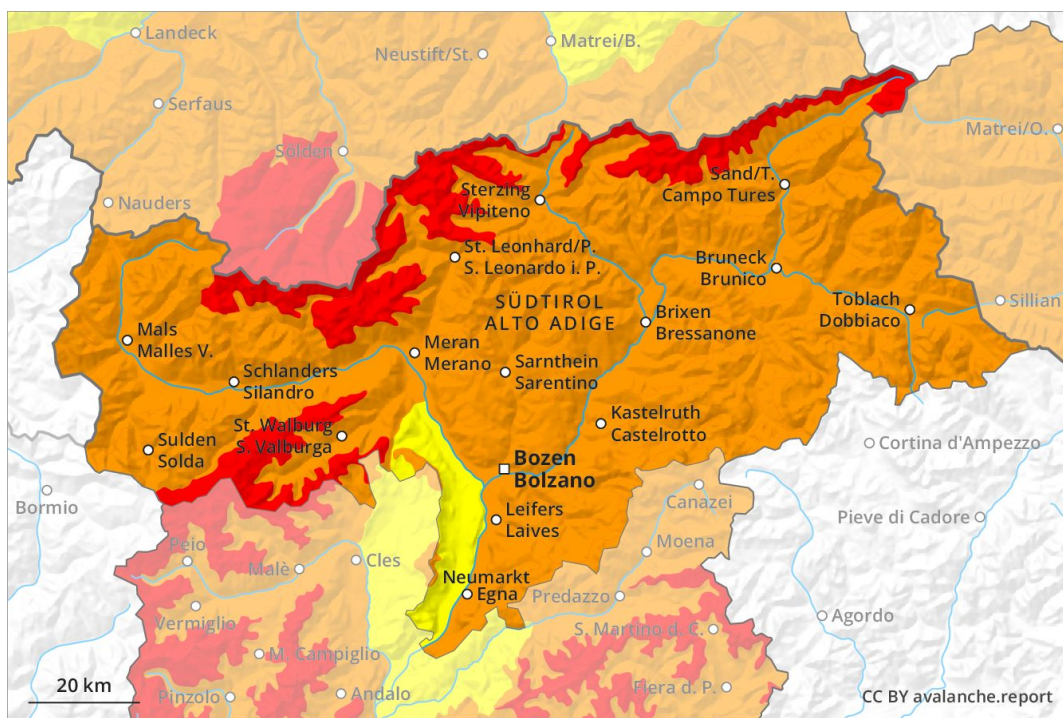 Landeck
Neustift/St.
Matrei/B.
Serfaus
Sölden
Matrei/O.
Nauders
Sterzing
Vipiteno
Sand/T.
Campo Tures
St. Leonhard/P.
S. Leonardo i. P.
Bruneck
Brunico
SÜDTIROL
ALTO ADIGE
Toblach
Dobbiaco
Sillian
Brixen
Bressanone
Mals
Malles V.
Meran
Merano
Schlanders
Silandro
Sarnthein
Sarentino
St. Walburg
S. Valburga
Kastelruth
Castelrotto
Sulden
Solda
Cortina d'Ampezzo
Bozen
Bolzano
Bormio
Canazei
Leifers
Laives
Pieve di Cadore
Peio
Moena
Cles
Malè
Neumarkt
Egna
Predazzo
Vermiglio
Agordo
S. Martino d. C.
M. Campiglio
20 km
Pinzolo
Andalo
Fiera d. P.
CC BY avalanche.report